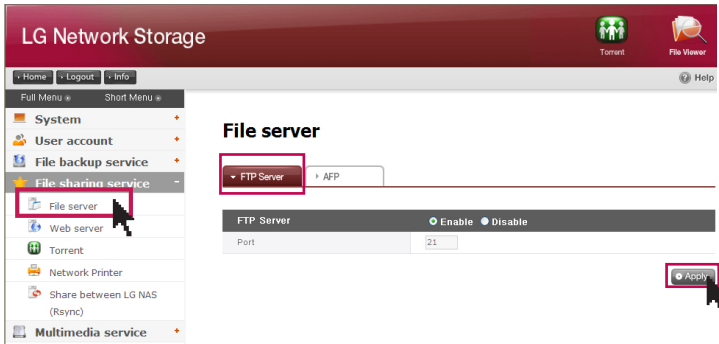 LG Network Storage
Torrent
File Viewer
Home
Logout
Info
Help
Full Menu
Short Menu
System
User account
File backup service
File sharing service
File server
Web server
Torrent
Network Printer
Share between LG NAS
(Rsync)
Multimedia service
File server
FTP Server
AFP
FTP Server
Enable
Disable
Port
21
Apply